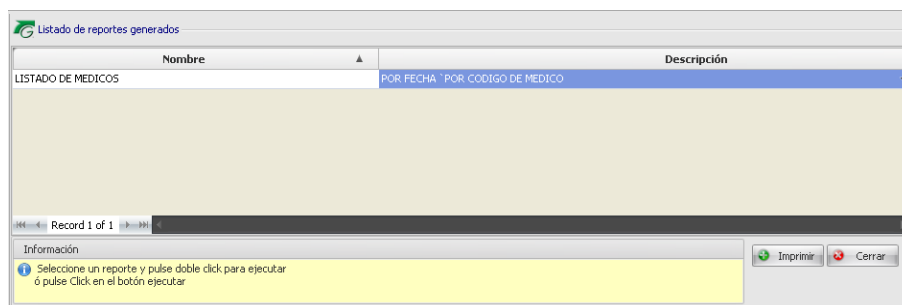 Listado de reportes generados
Nombre Descripción
LISTADO DE MEDICOS POR FECHA `POR CODIGO DE MEDICO
Record 1 of 1
Información
Seleccione un reporte y pulse doble click para ejecutar
ó pulse Click en el botón ejecutar
Imprimir Cerrar